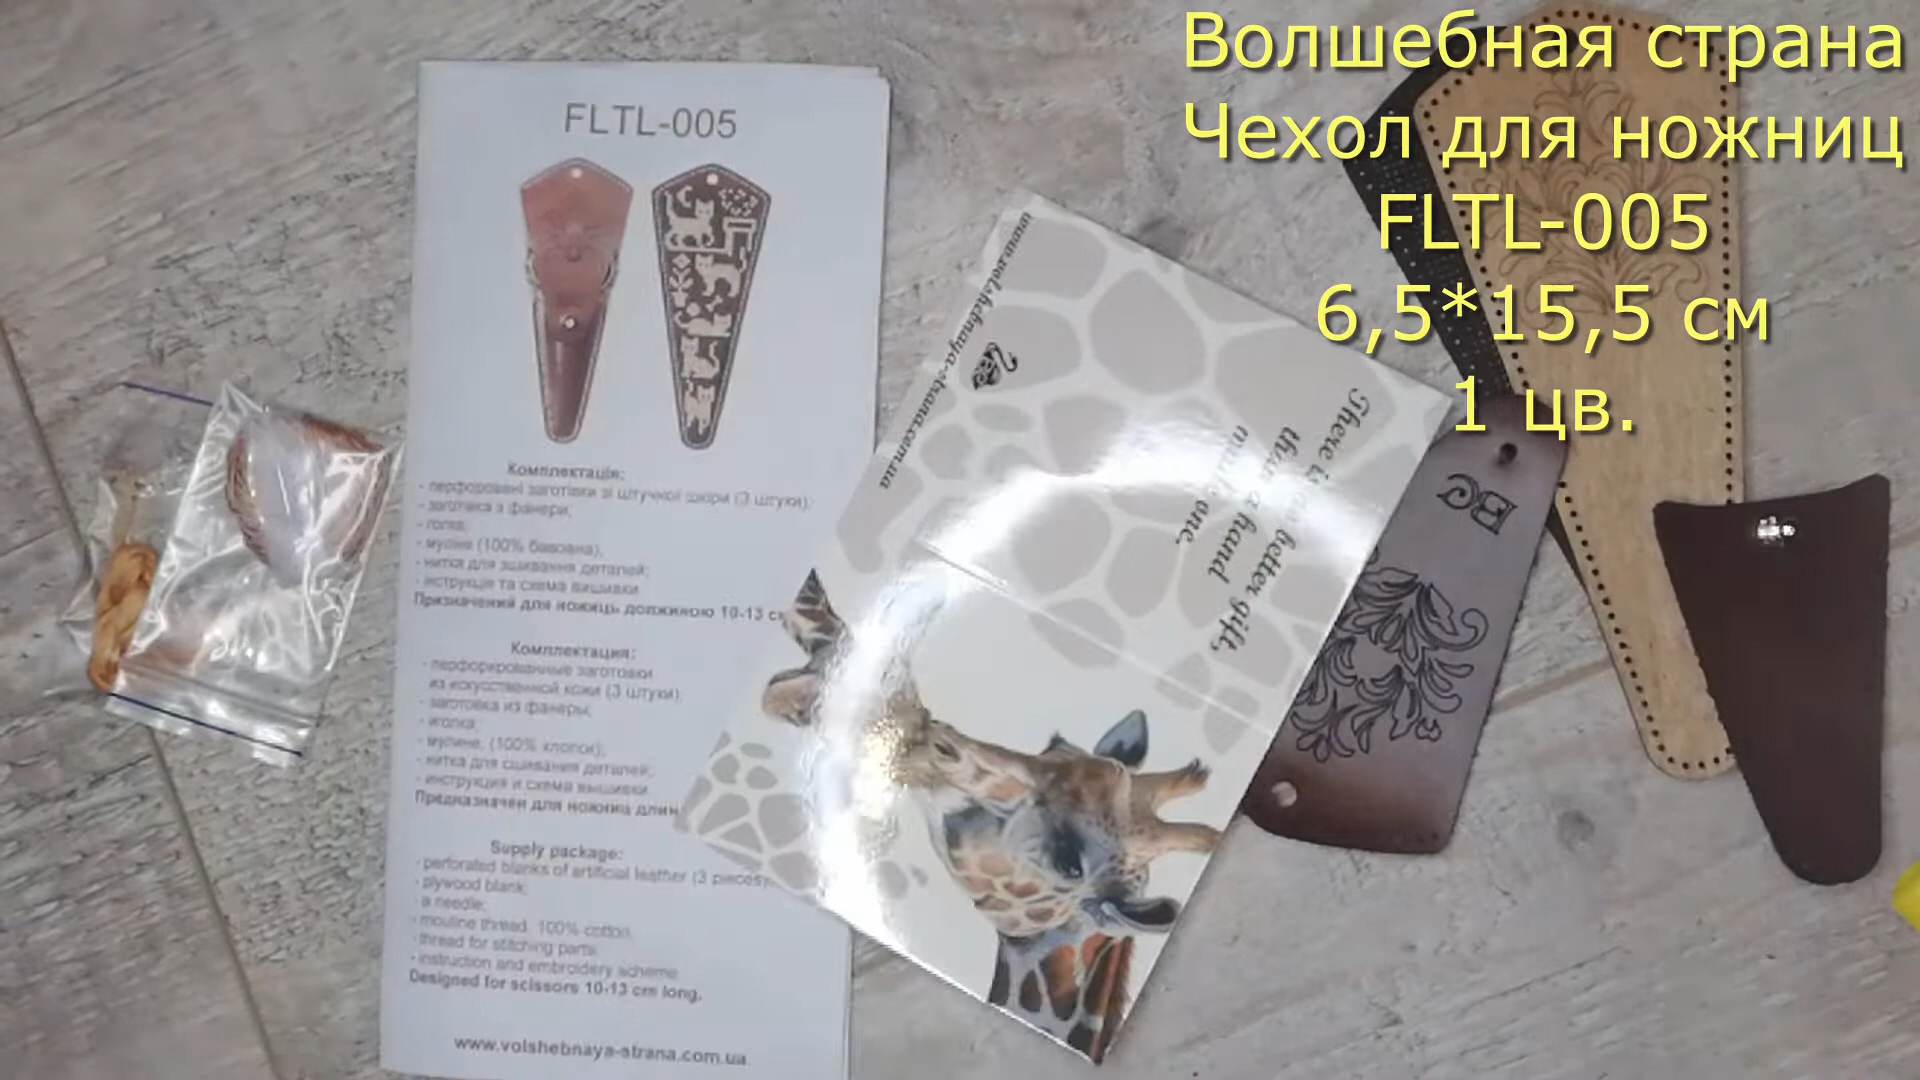 Волшебная страна
Чехол для ножниц
FLTL-005
6,5*15,5 см
1 цв.
FLTL-005
Комплектація:
- перфоровані заготівки зі штучної шкіри (3 штуки);
- заготівка з фанери;
- голка;
- муліне (100% бавовна);
- нитка для зшивання деталей;
- інструкція та схема вишивки
Призначений для ножиць довжиною 10-13 см
Комплектация:
- перфорированные заготовки
из искусственной кожи (3 штуки);
- заготовка из фанеры;
- иголка;
- мулине, (100% хлопок);
- нитка для сшивания деталей;
- инструкция и схема вышивки
Предназначен для ножниц длин
Supply package:
- perforated blanks of artificial leather (3 pieces);
- plywood blank;
- a needle;
- mouline thread, 100% cotton,
- thread for stitching parts,
- instruction and embroidery scheme
Designed for scissors 10-13 cm long.
www.volshebnaya-strana.com.ua
www.volshebnaya-strana.com.ua
There is no better gift,
than a hand
made one.
ВС